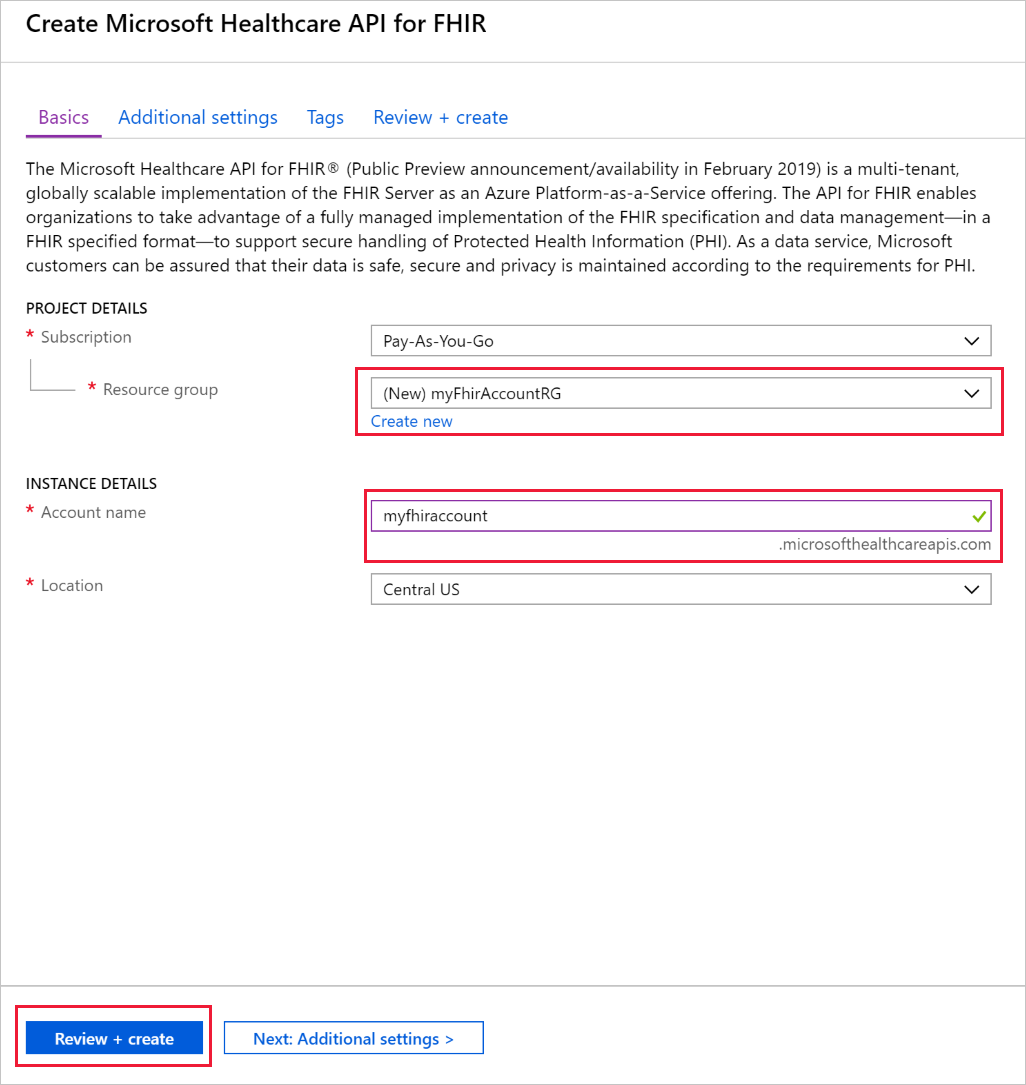 Create Microsoft Healthcare API for FHIR
Basics Additional settings Tags Review + create
The Microsoft Healthcare API for FHIR® (Public Preview announcement/availability in February 2019) is a multi-tenant,
globally scalable implementation of the FHIR Server as an Azure Platform-as-a-Service offering. The API for FHIR enables
organizations to take advantage of a fully managed implementation of the FHIR specification and data management—in a
FHIR specified format—to support secure handling of Protected Health Information (PHI). As a data service, Microsoft
customers can be assured that their data is safe, secure and privacy is maintained according to the requirements for PHI.
PROJECT DETAILS
* Subscription
Pay-As-You-Go
* Resource group
(New) myFhirAccountRG
Create new
INSTANCE DETAILS
* Account name
myfhiraccount
.microsofthealthcareapis.com
* Location
Central US
Review + create
Next: Additional settings >